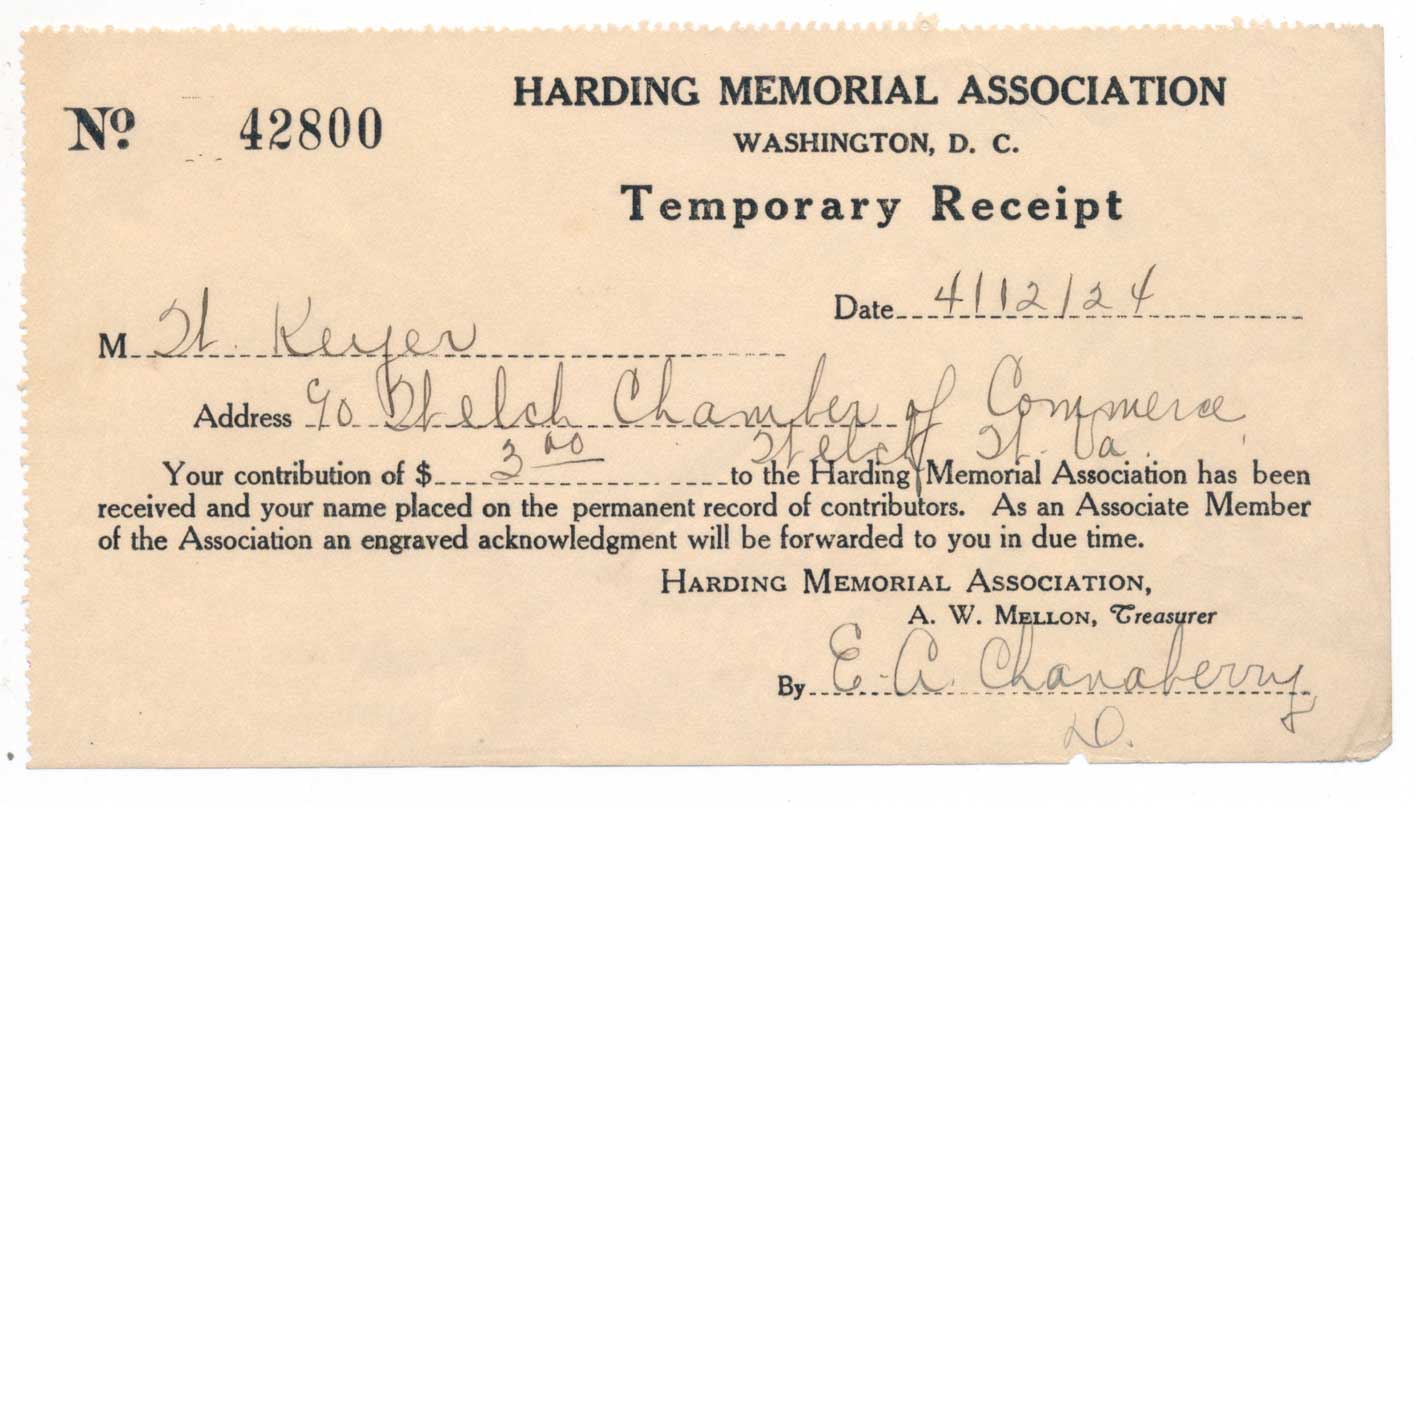 HARDING MEMORIAL ASSOCIATION
Nº 42800
WASHINGTON, D. C.
Temporary Receipt
Date 4/12/24
M W. Keyer
Address c/o Welch Chamber of Commerce,
Welch W. Va.
Your contribution of $ 3 00 to the Harding Memorial Association has been
received and your name placed on the permanent record of contributors. As an Associate Member
of the Association an engraved acknowledgment will be forwarded to you in due time.
HARDING MEMORIAL ASSOCIATION,
A. W. MELLON, Treasurer
By E. A. Chanaberry
D.